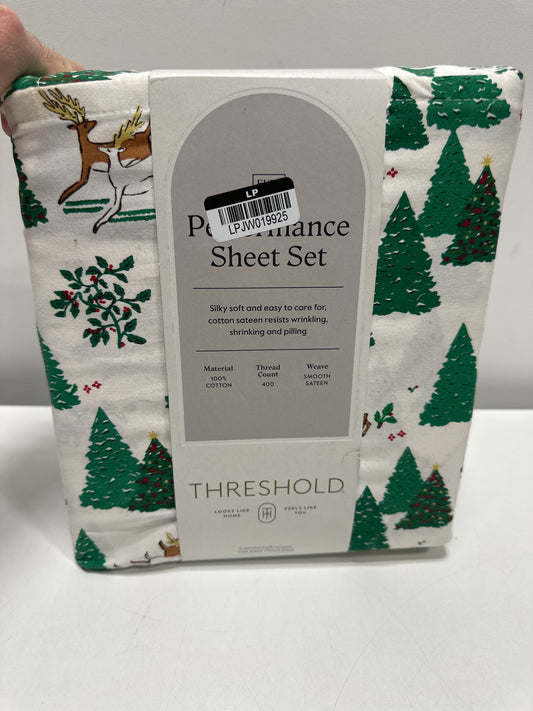 LP
LPJW019925
Performance
Sheet Set
Silky soft and easy to care for,
cotton sateen resists wrinkling,
shrinking and pilling
Material
100%
COTTON
Thread
Count
400
Weave
SMOOTH
SATEEN
THRESHOLD
LOOKS LIKE
HOME
FEELS LIKE
YOU